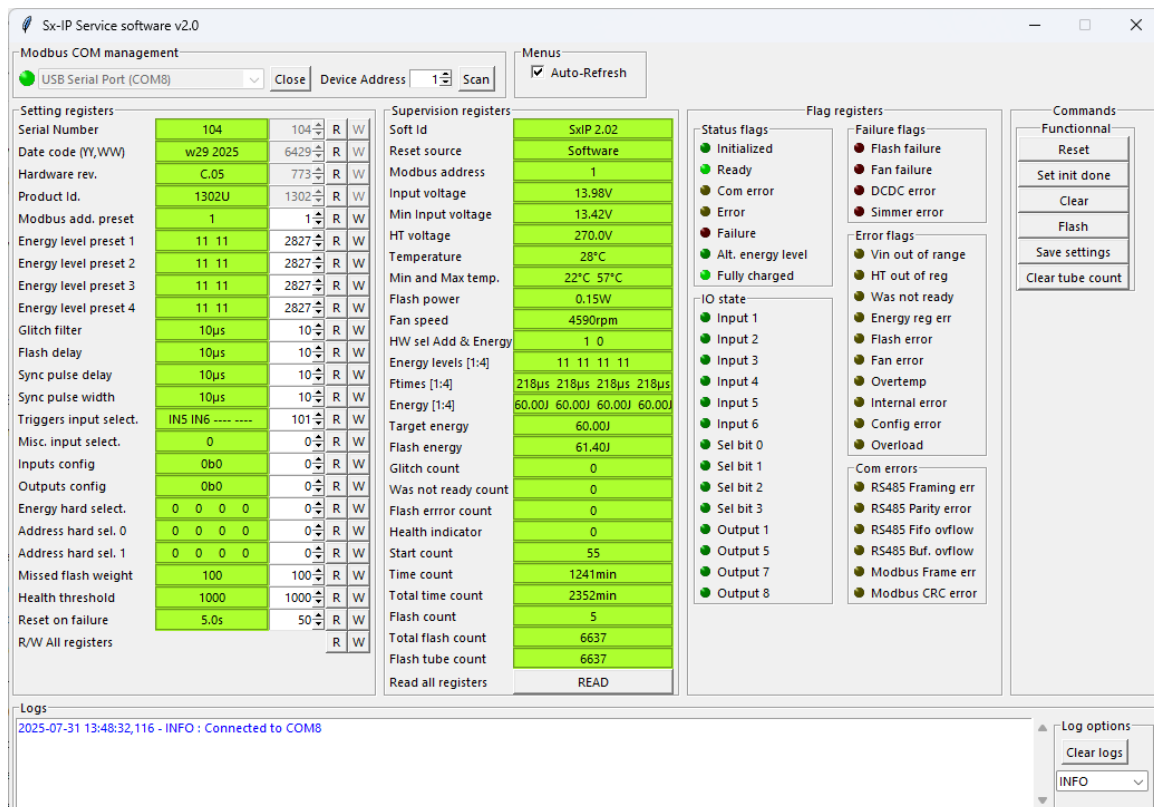 Sx-IP Service software v2.0
Modbus COM management
USB Serial Port (COM8) Close Device Address 1 Scan
Menus
Auto-Refresh
Setting registers
Serial Number 104 104 R W
Date code (YY,WW) w29 2025 6429 R W
Hardware rev. C.05 773 R W
Product Id. 1302U 1302 R W
Modbus add. preset 1 1 R W
Energy level preset 1 11 11 2827 R W
Energy level preset 2 11 11 2827 R W
Energy level preset 3 11 11 2827 R W
Energy level preset 4 11 11 2827 R W
Glitch filter 10µs 10 R W
Flash delay 10µs 10 R W
Sync pulse delay 10µs 10 R W
Sync pulse width 10µs 10 R W
Triggers input select. IN5 IN6 ---- ---- 101 R W
Misc. input select. 0 0 R W
Inputs config 0b0 0 R W
Outputs config 0b0 0 R W
Energy hard select. 0 0 0 0 0 R W
Address hard sel. 0 0 0 0 0 0 R W
Address hard sel. 1 0 0 0 0 0 R W
Missed flash weight 100 100 R W
Health threshold 1000 1000 R W
Reset on failure 5.0s 50 R W
R/W All registers R W
Supervision registers
Soft Id SxIP 2.02
Reset source Software
Modbus address 1
Input voltage 13.98V
Min Input voltage 13.42V
HT voltage 270.0V
Temperature 28°C
Min and Max temp. 22°C 57°C
Flash power 0.15W
Fan speed 4590rpm
HW sel Add & Energy 1 0
Energy levels [1:4] 11 11 11 11
Ftimes [1:4] 218µs 218µs 218µs 218µs
Energy [1:4] 60.00J 60.00J 60.00J 60.00J
Target energy 60.00J
Flash energy 61.40J
Glitch count 0
Was not ready count 0
Flash errror count 0
Health indicator 0
Start count 55
Time count 1241min
Total time count 2352min
Flash count 5
Total flash count 6637
Flash tube count 6637
Read all registers READ
Flag registers
Status flags
Initialized
Ready
Com error
Error
Failure
Alt. energy level
Fully charged
IO state
Input 1
Input 2
Input 3
Input 4
Input 5
Input 6
Sel bit 0
Sel bit 1
Sel bit 2
Sel bit 3
Output 1
Output 5
Output 7
Output 8
Failure flags
Flash failure
Fan failure
DCDC error
Simmer error
Error flags
Vin out of range
HT out of reg
Was not ready
Energy reg err
Flash error
Fan error
Overtemp
Internal error
Config error
Overload
Com errors
RS485 Framing err
RS485 Parity error
RS485 Fifo ovflow
RS485 Buf. ovflow
Modbus Frame err
Modbus CRC error
Commands
Functionnal
Reset
Set init done
Clear
Flash
Save settings
Clear tube count
Logs
2025-07-31 13:48:32,116 - INFO : Connected to COM8
Log options
Clear logs
INFO